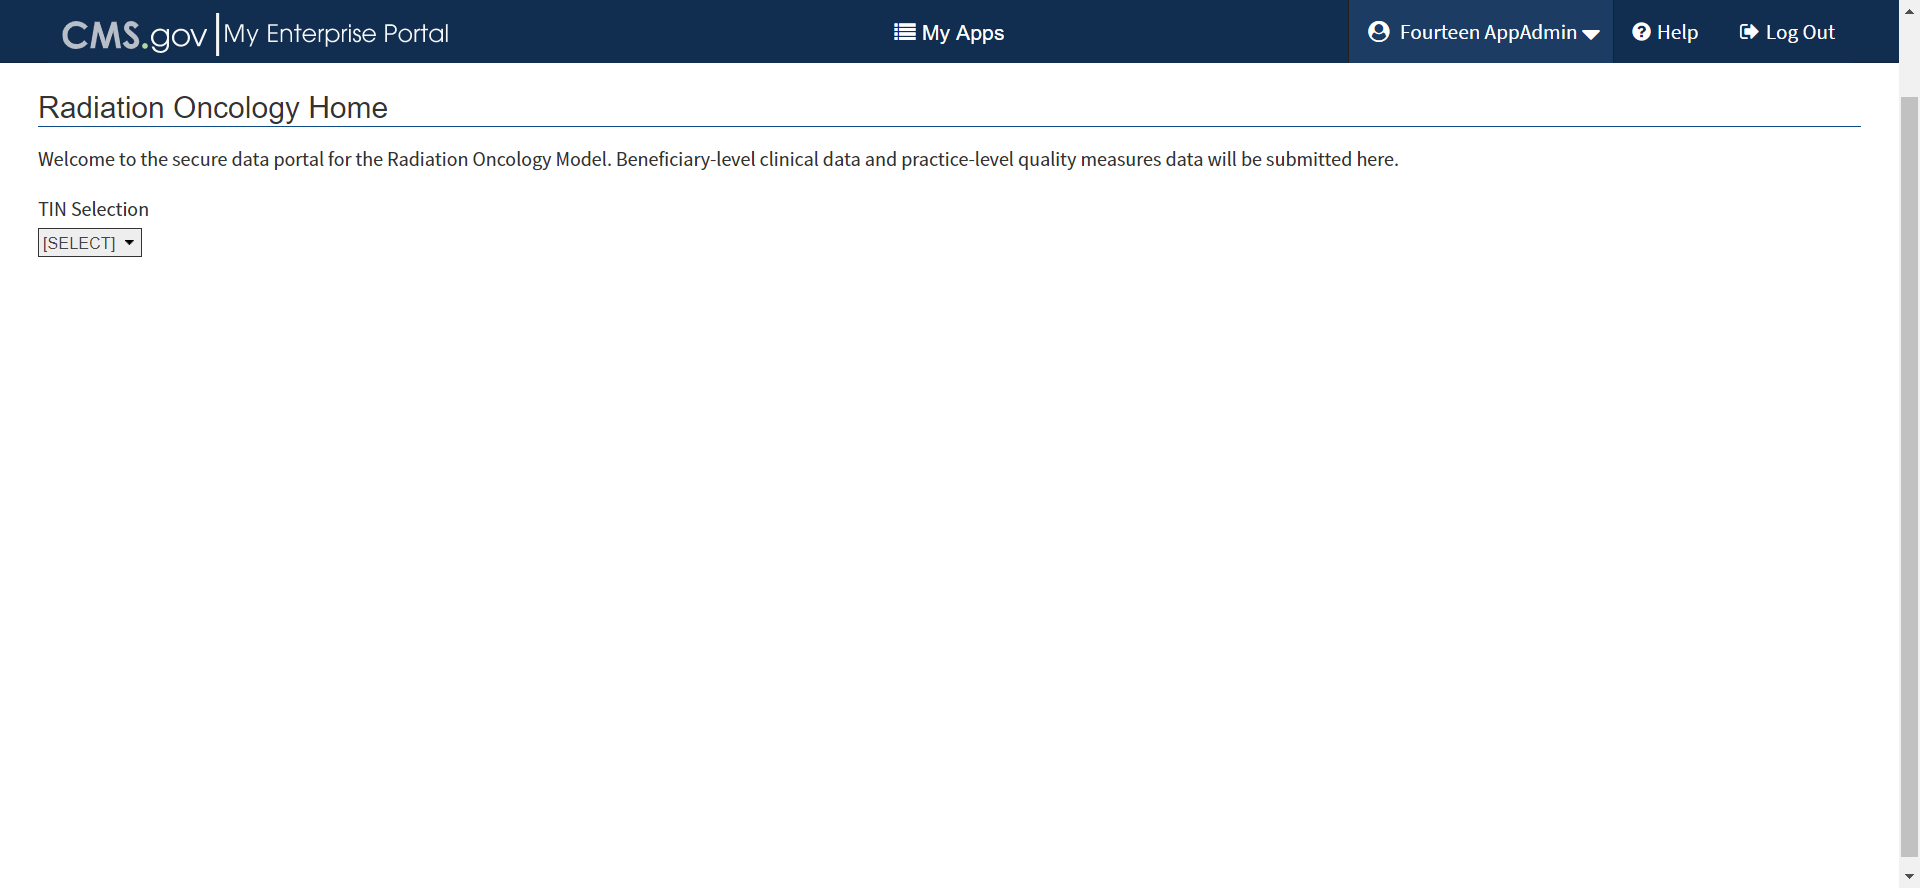 CMS.gov My Enterprise Portal My Apps Fourteen AppAdmin Help Log Out
Radiation Oncology Home
Welcome to the secure data portal for the Radiation Oncology Model. Beneficiary-level clinical data and practice-level quality measures data will be submitted here.
TIN Selection
[SELECT]